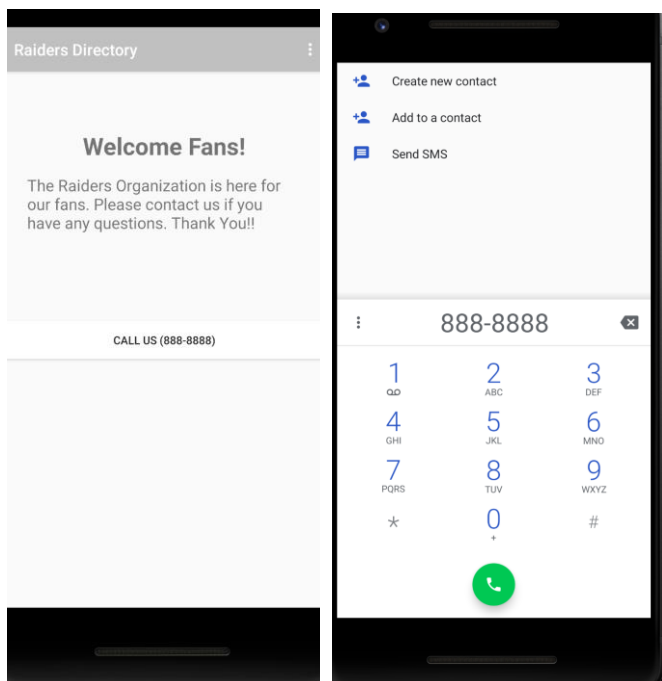 Raiders Directory
Welcome Fans!
The Raiders Organization is here for
our fans. Please contact us if you
have any questions. Thank You!!
CALL US (888-8888)
Create new contact
Add to a contact
Send SMS
888-8888
1 2 3
ABC DEF
4 5 6
GHI JKL MNO
7 8 9
PQRS TUV WXYZ
* 0 #
+